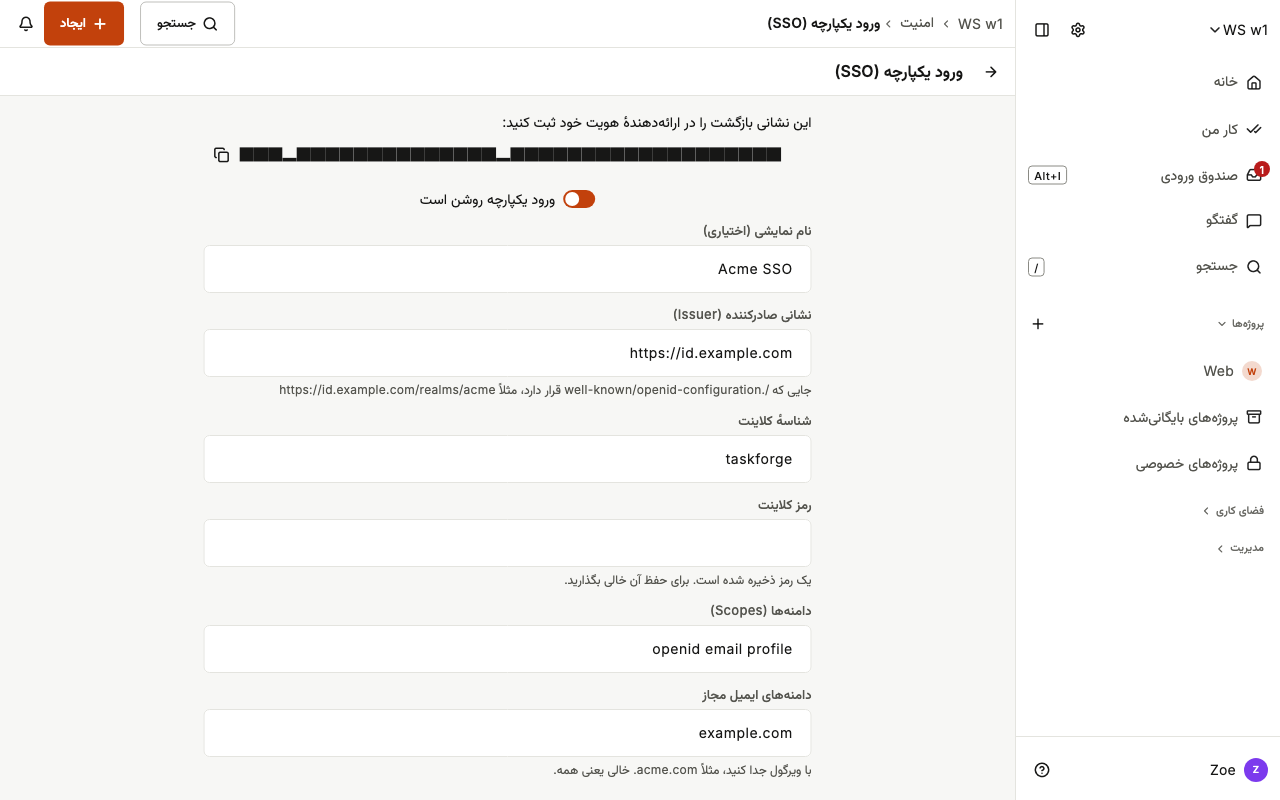 WS w1
خانه
کار من
صندوق ورودی
1
Alt+I
گفتگو
جستجو
/
پروژه‌ها
W
Web
پروژه‌های بایگانی‌شده
پروژه‌های خصوصی
فضای کاری
مدیریت
Z
Zoe
WS w1 › امنیت › ورود یکپارچه (SSO)
جستجو
ایجاد
ورود یکپارچه (SSO)
این نشانی بازگشت را در ارائه‌دهندهٔ هویت خود ثبت کنید:
ورود یکپارچه روشن است
نام نمایشی (اختیاری)
Acme SSO
نشانی صادرکننده (Issuer)
https://id.example.com
جایی که /.well-known/openid-configuration قرار دارد، مثلاً https://id.example.com/realms/acme
شناسهٔ کلاینت
taskforge
رمز کلاینت
یک رمز ذخیره شده است. برای حفظ آن خالی بگذارید.
دامنه‌ها (Scopes)
openid email profile
دامنه‌های ایمیل مجاز
example.com
با ویرگول جدا کنید، مثلاً acme.com. خالی یعنی همه.